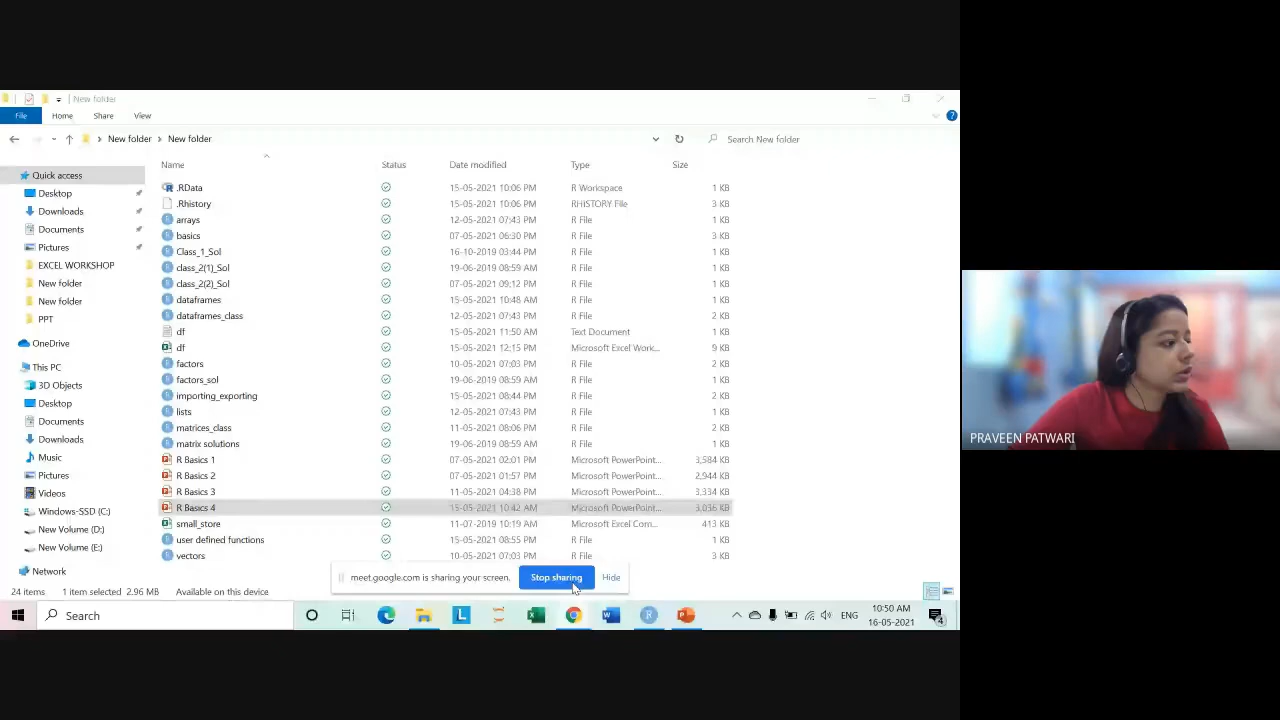 New folder
File Home Share View
New folder > New folder
Search New folder
Name Status Date modified Type Size
Quick access
Desktop
Downloads
Documents
Pictures
EXCEL WORKSHOP
New folder
New folder
PPT
OneDrive
This PC
3D Objects
Desktop
Documents
Downloads
Music
Pictures
Videos
Windows-SSD (C:)
New Volume (D:)
New Volume (E:)
Network
.RData 15-05-2021 10:06 PM R Workspace 1 KB
.Rhistory 15-05-2021 10:06 PM RHISTORY File 3 KB
arrays 12-05-2021 07:43 PM R File 1 KB
basics 07-05-2021 06:30 PM R File 3 KB
Class_1_Sol 16-10-2019 03:44 PM R File 1 KB
class_2(1)_Sol 19-06-2019 08:59 AM R File 1 KB
class_2(2)_Sol 07-05-2021 09:12 PM R File 1 KB
dataframes 15-05-2021 10:48 AM R File 1 KB
dataframes_class 12-05-2021 07:43 PM R File 2 KB
df 15-05-2021 11:50 AM Text Document 1 KB
df 15-05-2021 12:15 PM Microsoft Excel Work... 9 KB
factors 10-05-2021 07:03 PM R File 2 KB
factors_sol 19-06-2019 08:59 AM R File 1 KB
importing_exporting 15-05-2021 08:44 PM R File 2 KB
lists 12-05-2021 07:43 PM R File 1 KB
matrices_class 11-05-2021 08:06 PM R File 2 KB
matrix solutions 19-06-2019 08:59 AM R File 1 KB
R Basics 1 07-05-2021 02:01 PM Microsoft PowerPoint... 3,584 KB
R Basics 2 07-05-2021 01:57 PM Microsoft PowerPoint... 2,944 KB
R Basics 3 11-05-2021 04:38 PM Microsoft PowerPoint... 3,334 KB
R Basics 4 15-05-2021 10:42 AM Microsoft PowerPoint... 3,036 KB
small_store 11-07-2019 10:19 AM Microsoft Excel Com... 413 KB
user defined functions 15-05-2021 08:55 PM R File 1 KB
vectors 10-05-2021 07:03 PM R File 3 KB
meet.google.com is sharing your screen. Stop sharing Hide
24 items 1 item selected 2.96 MB Available on this device
Search
ENG
10:50 AM
16-05-2021
4
PRAVEEN PATWARI